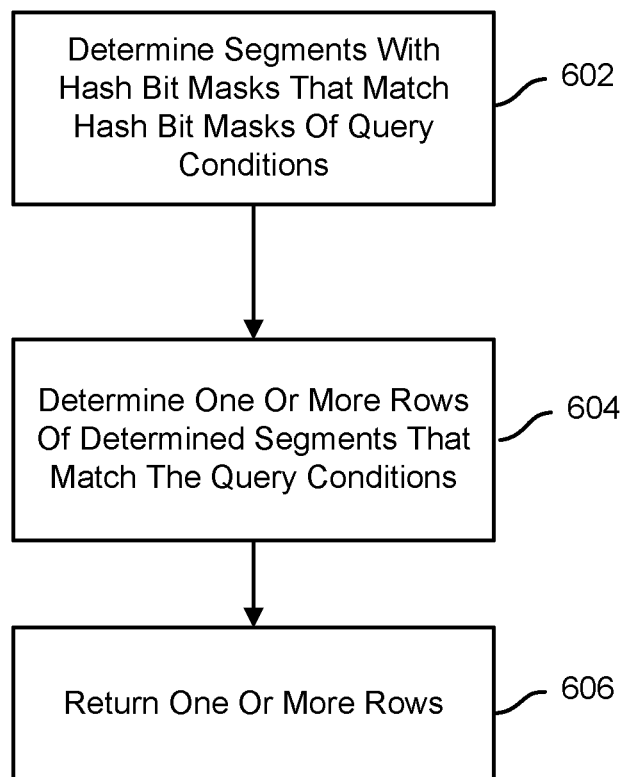 Determine Segments With
Hash Bit Masks That Match
Hash Bit Masks Of Query
Conditions
602
Determine One Or More Rows
Of Determined Segments That
Match The Query Conditions
604
Return One Or More Rows
606